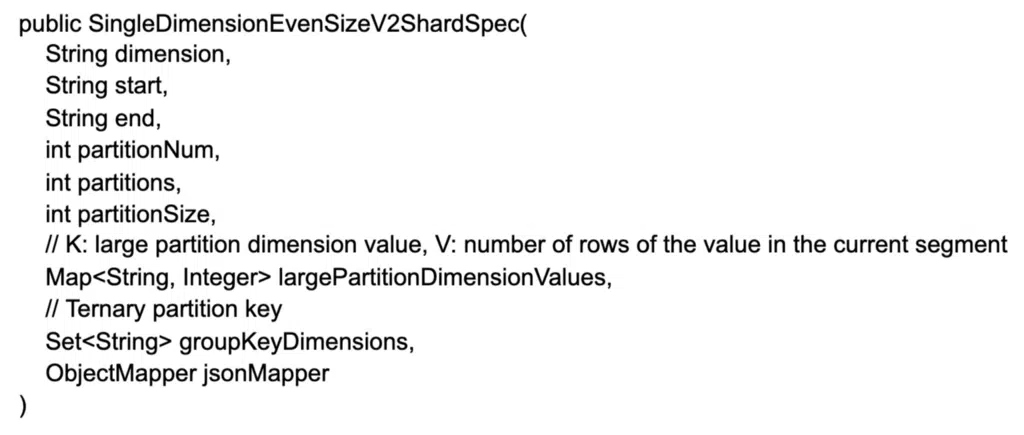 public SingleDimensionEvenSizeV2ShardSpec(
String dimension,
String start,
String end,
int partitionNum,
int partitions,
int partitionSize,
// K: large partition dimension value, V: number of rows of the value in the current segment
Map<String, Integer> largePartitionDimensionValues,
// Ternary partition key
Set<String> groupKeyDimensions,
ObjectMapper jsonMapper
)